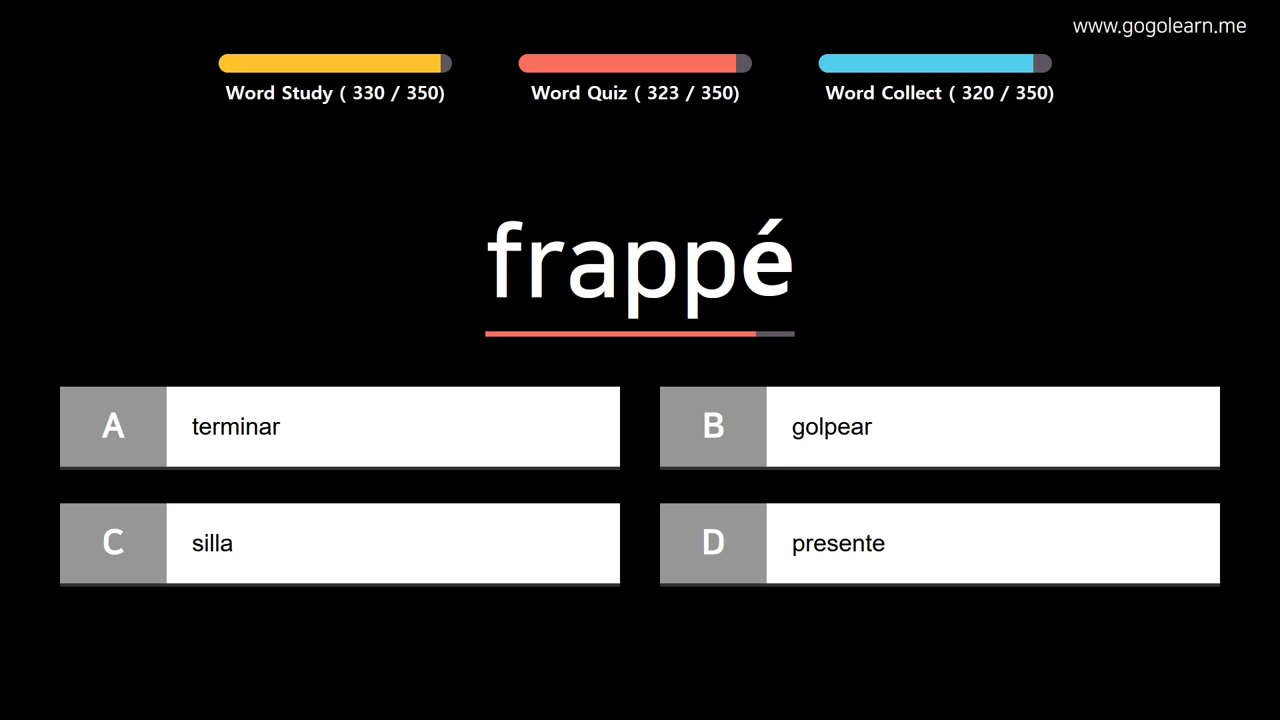 www.gogolearn.me
Word Study ( 330 / 350)
Word Quiz ( 323 / 350)
Word Collect ( 320 / 350)
frappé
A terminar
B golpear
C silla
D presente